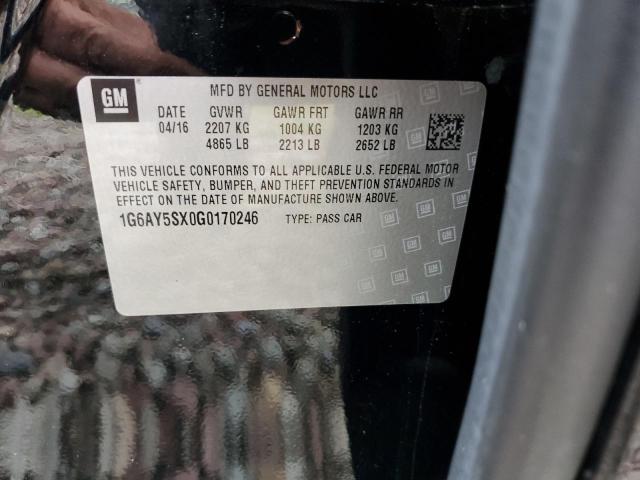 GM
MFD BY GENERAL MOTORS LLC
DATE GVWR GAWR FRT GAWR RR
04/16 2207 KG 1004 KG 1203 KG
4865 LB 2213 LB 2652 LB
THIS VEHICLE CONFORMS TO ALL APPLICABLE U.S. FEDERAL MOTOR
VEHICLE SAFETY, BUMPER, AND THEFT PREVENTION STANDARDS IN
EFFECT ON THE DATE OF MANUFACTURE SHOWN ABOVE.
1G6AY5SX0G0170246 TYPE: PASS CAR